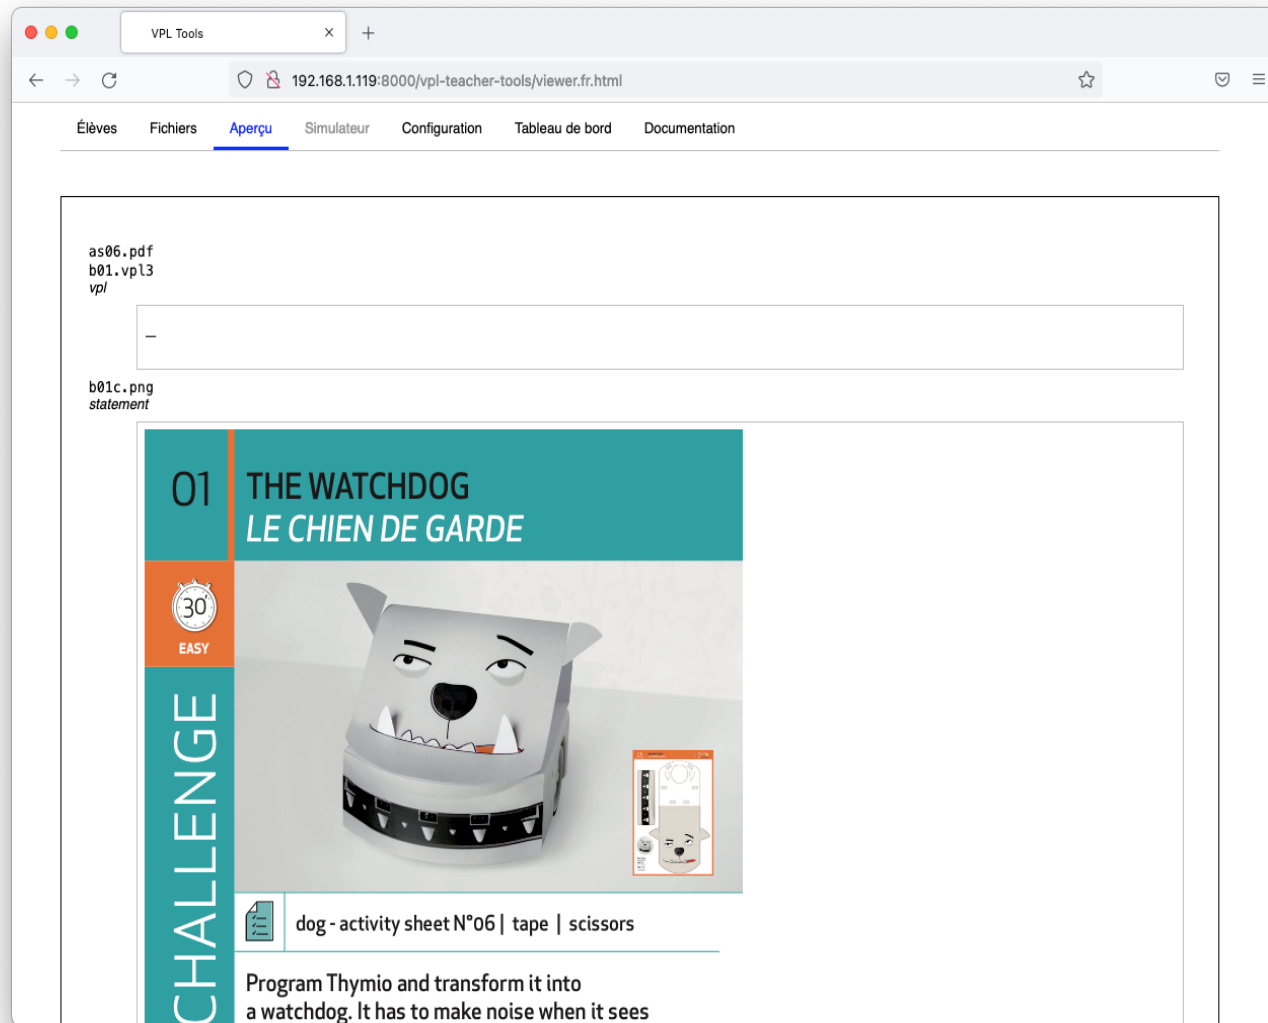 VPL Tools
192.168.1.119:8000/vpl-teacher-tools/viewer.fr.html
Élèves Fichiers Aperçu Simulateur Configuration Tableau de bord Documentation
as06.pdf
b01.vpl3
vpl
—
b01c.png
statement
01
THE WATCHDOG
LE CHIEN DE GARDE
30'
EASY
CHALLENGE
dog - activity sheet N°06 | tape | scissors
Program Thymio and transform it into
a watchdog. It has to make noise when it sees